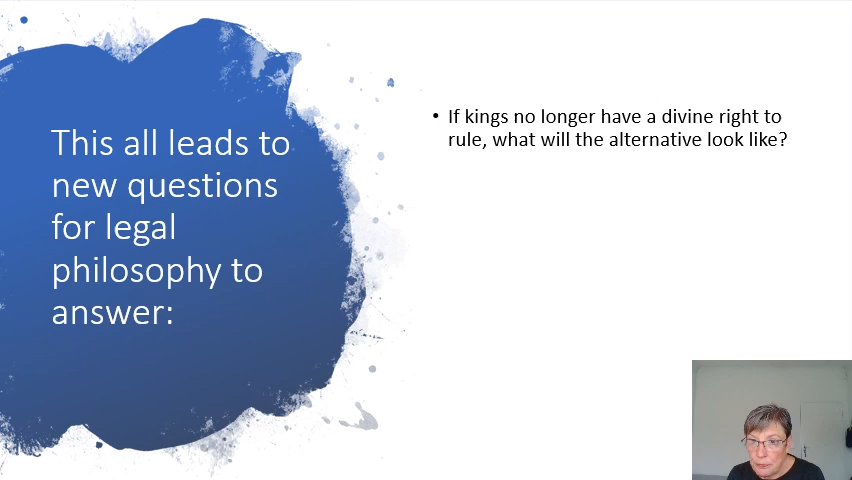 This all leads to
new questions
for legal
philosophy to
answer:
• If kings no longer have a divine right to
rule, what will the alternative look like?